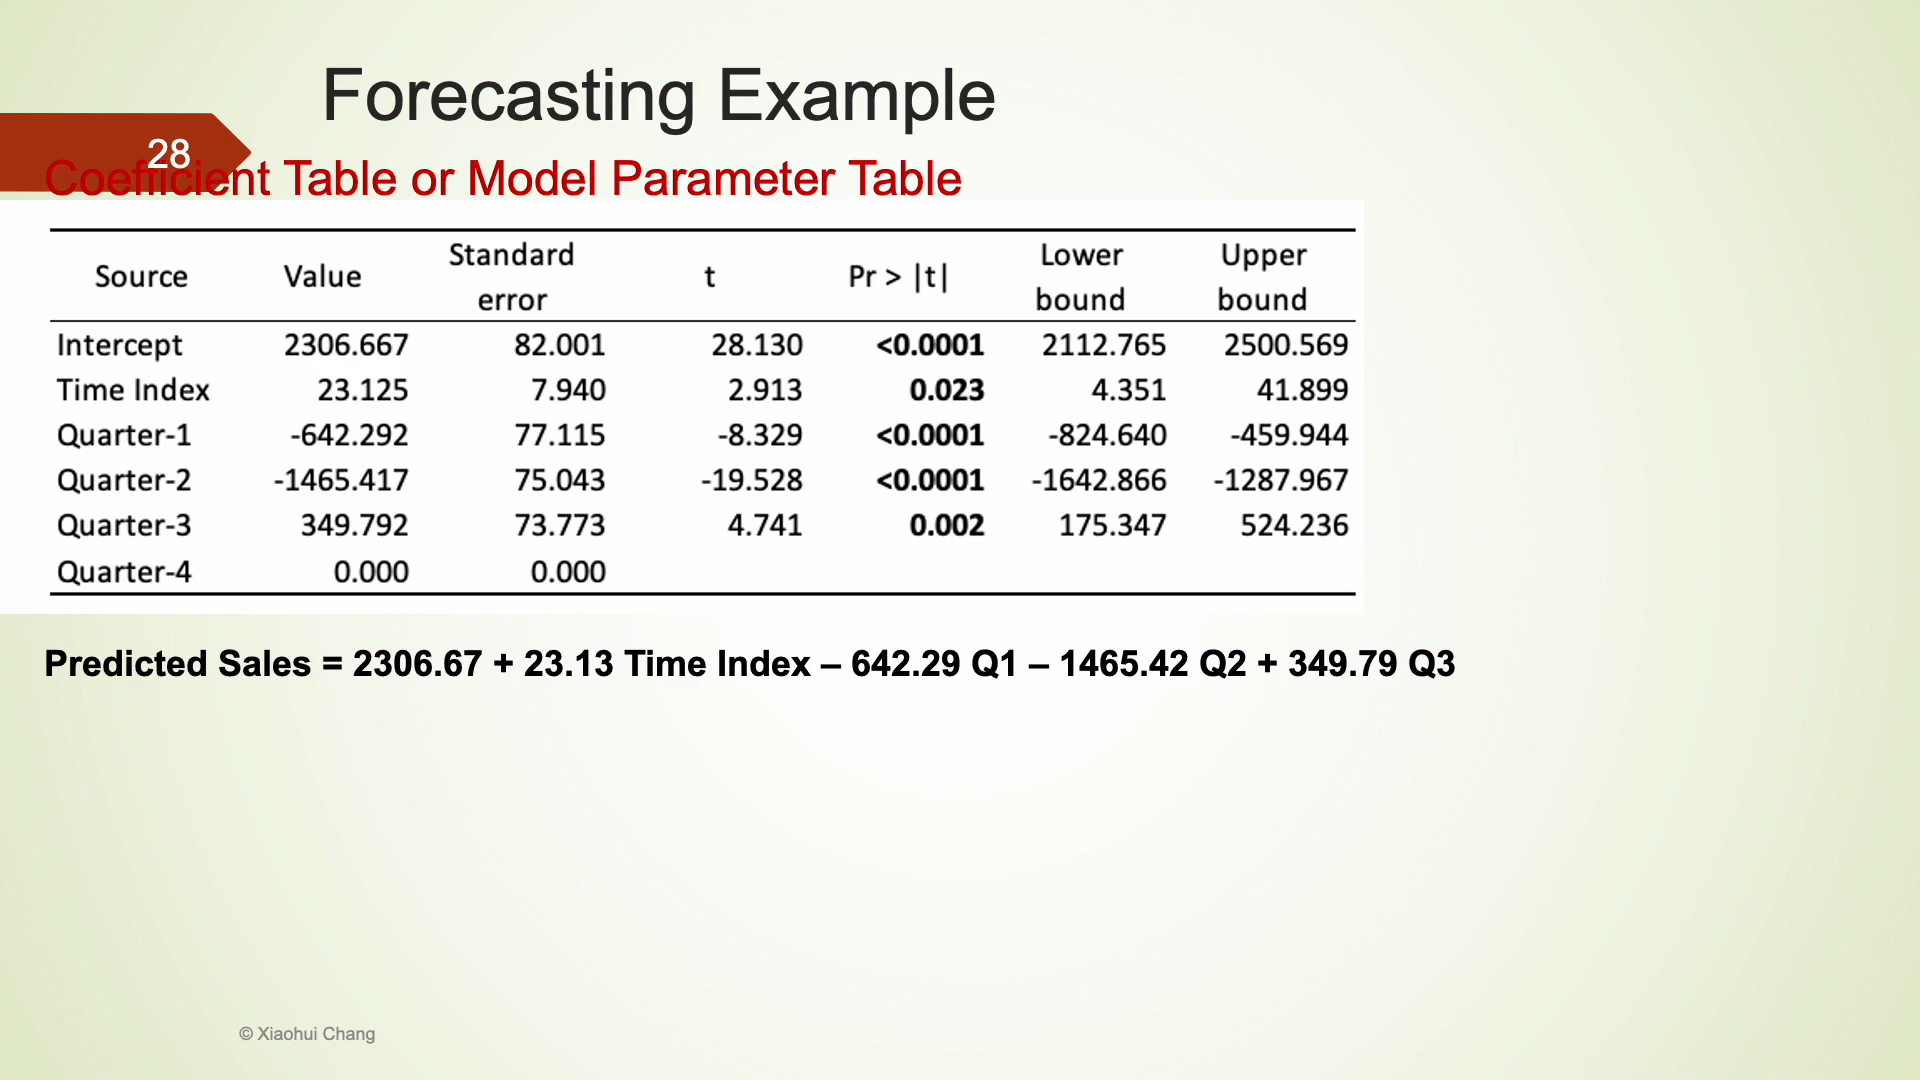 Forecasting Example
28
Coefficient Table or Model Parameter Table
Source Value Standard error t Pr > |t| Lower bound Upper bound
Intercept 2306.667 82.001 28.130 <0.0001 2112.765 2500.569
Time Index 23.125 7.940 2.913 0.023 4.351 41.899
Quarter-1 -642.292 77.115 -8.329 <0.0001 -824.640 -459.944
Quarter-2 -1465.417 75.043 -19.528 <0.0001 -1642.866 -1287.967
Quarter-3 349.792 73.773 4.741 0.002 175.347 524.236
Quarter-4 0.000 0.000
Predicted Sales = 2306.67 + 23.13 Time Index – 642.29 Q1 – 1465.42 Q2 + 349.79 Q3
© Xiaohui Chang